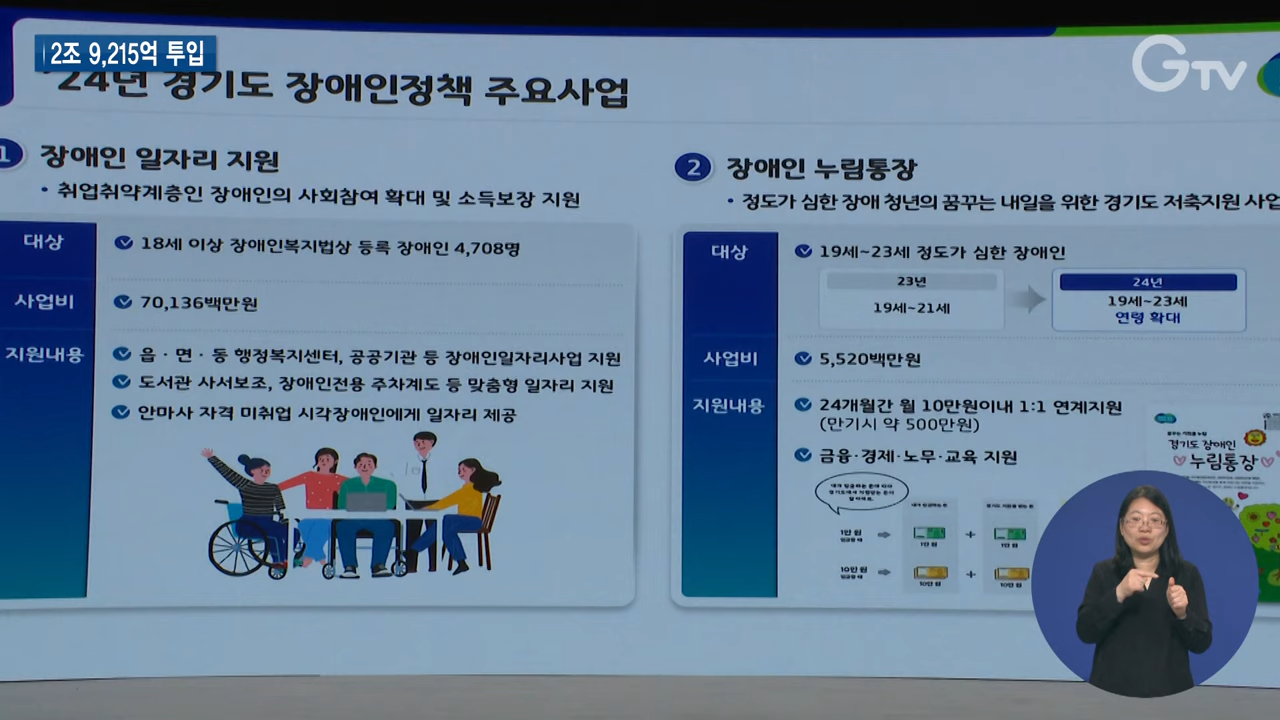 2조 9,215억 투입
GTV
'24년 경기도 장애인정책 주요사업
1 장애인 일자리 지원
• 취업취약계층인 장애인의 사회참여 확대 및 소득보장 지원
대상
18세 이상 장애인복지법상 등록 장애인 4,708명
사업비
70,136백만원
지원내용
읍·면·동 행정복지센터, 공공기관 등 장애인일자리사업 지원
도서관 사서보조, 장애인전용 주차계도 등 맞춤형 일자리 지원
안마사 자격 미취업 시각장애인에게 일자리 제공
2 장애인 누림통장
• 정도가 심한 장애 청년의 꿈꾸는 내일을 위한 경기도 저축지원 사업
대상
19세~23세 정도가 심한 장애인
23년
19세~21세
24년
19세~23세
연령 확대
사업비
5,520백만원
지원내용
24개월간 월 10만원이내 1:1 연계지원
(만기시 약 500만원)
금융·경제·노무·교육 지원
1만 원
1만 원
+
1만 원
10만 원
10만 원
+
10만 원
경기도 장애인
누림통장